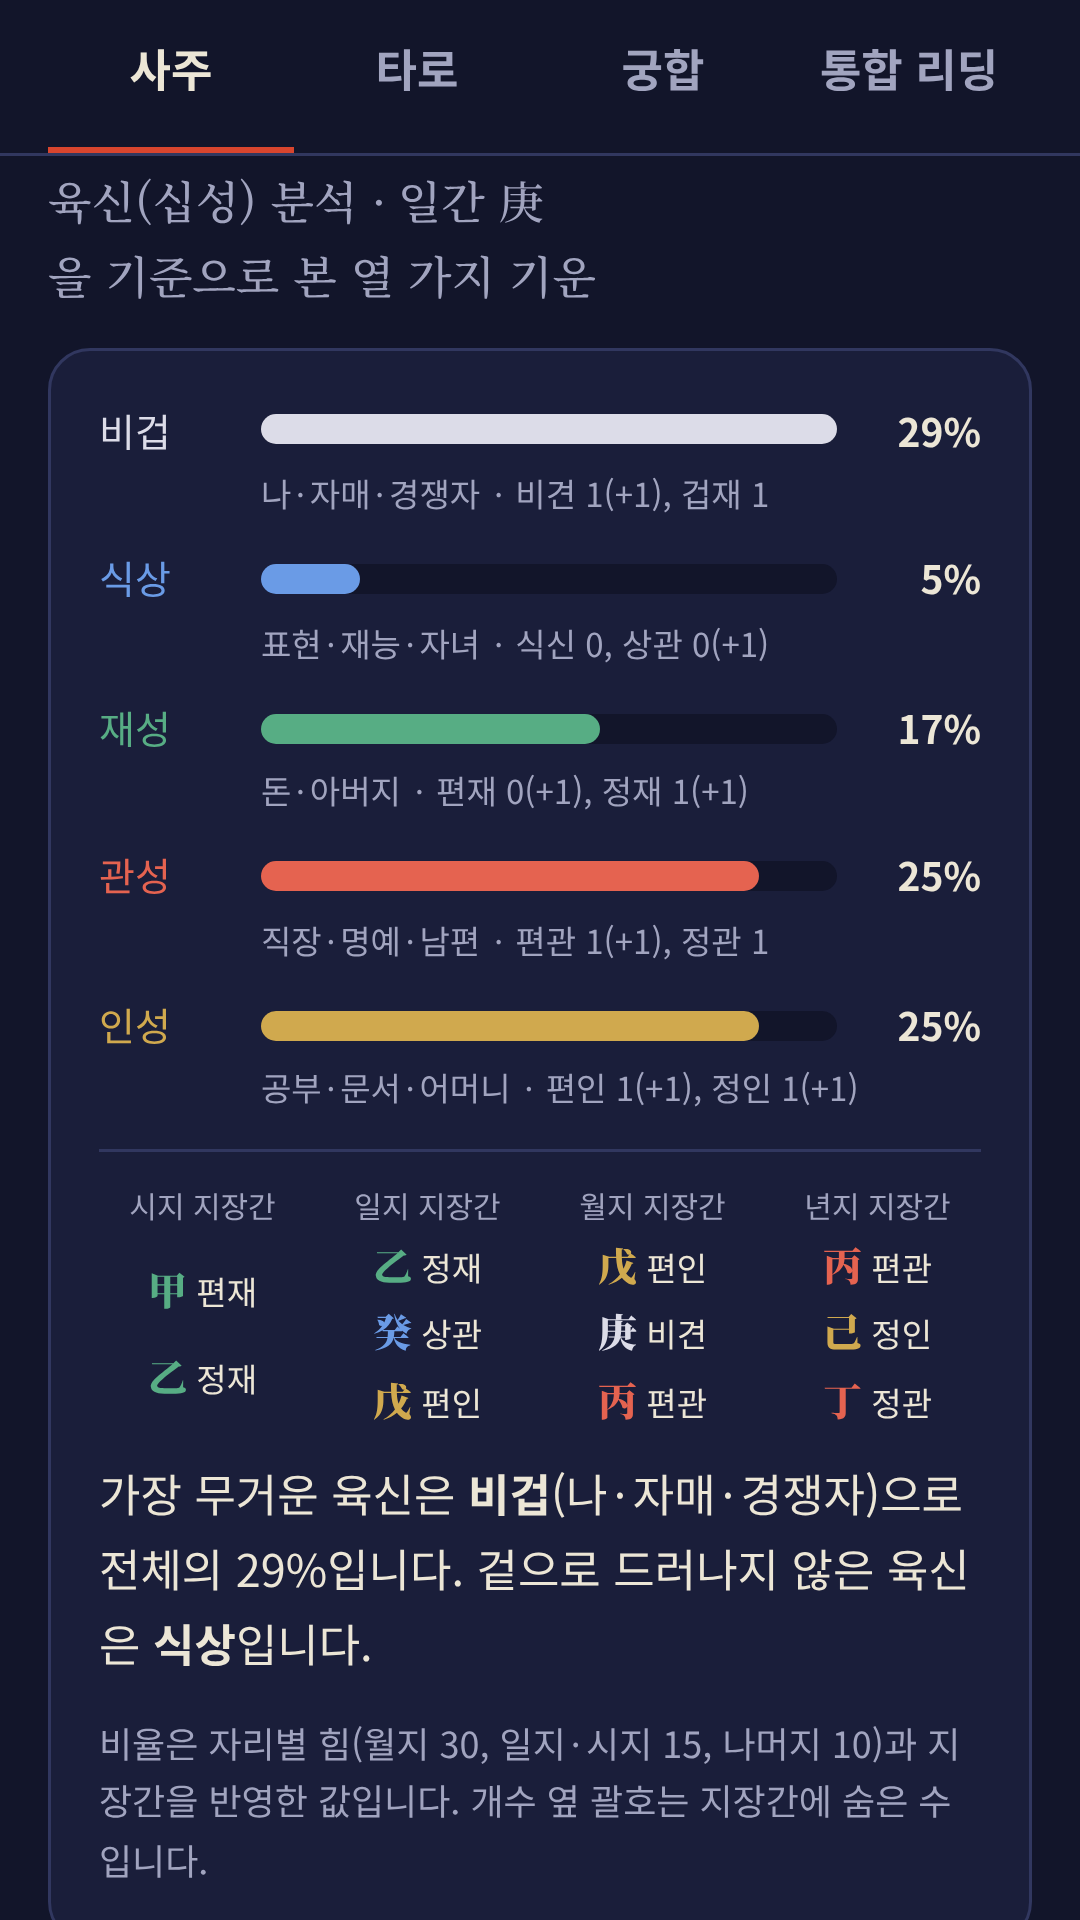 사주 타로 궁합 통합 리딩
육신(십성) 분석 · 일간 庚
을 기준으로 본 열 가지 기운
비겁 29%
나·자매·경쟁자 · 비견 1(+1), 겁재 1
식상 5%
표현·재능·자녀 · 식신 0, 상관 0(+1)
재성 17%
돈·아버지 · 편재 0(+1), 정재 1(+1)
관성 25%
직장·명예·남편 · 편관 1(+1), 정관 1
인성 25%
공부·문서·어머니 · 편인 1(+1), 정인 1(+1)
시지 지장간 일지 지장간 월지 지장간 년지 지장간
乙 정재 戊 편인 丙 편관
甲 편재
癸 상관 庚 비견 己 정인
乙 정재
戊 편인 丙 편관 丁 정관
가장 무거운 육신은 비겁(나·자매·경쟁자)으로
전체의 29%입니다. 겉으로 드러나지 않은 육신
은 식상입니다.
비율은 자리별 힘(월지 30, 일지·시지 15, 나머지 10)과 지
장간을 반영한 값입니다. 개수 옆 괄호는 지장간에 숨은 수
입니다.